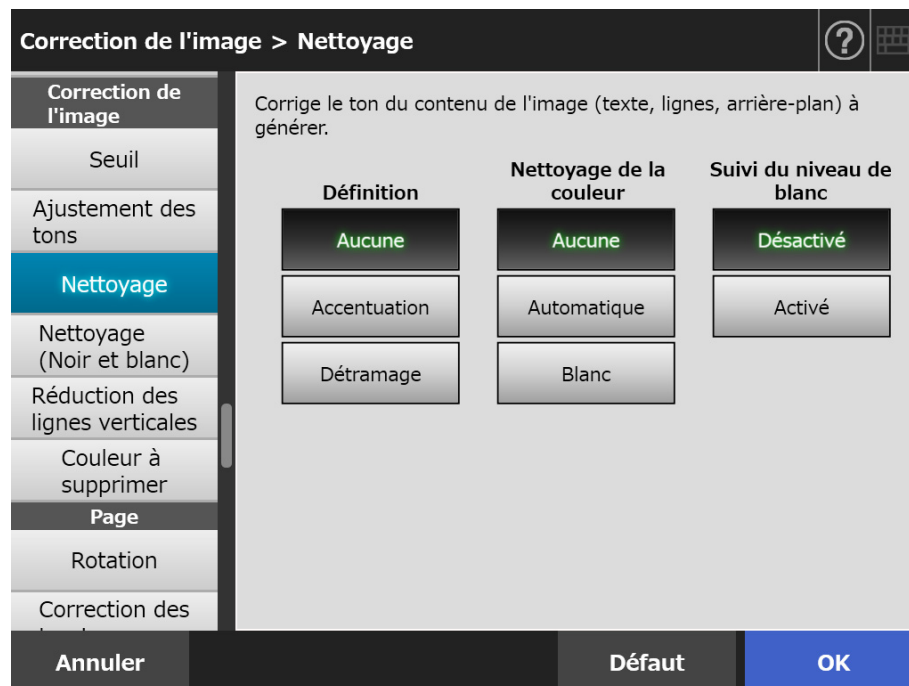 Correction de l'image > Nettoyage
?
Correction de
l'image
Seuil
Ajustement des
tons
Nettoyage
Nettoyage
(Noir et blanc)
Réduction des
lignes verticales
Couleur à
supprimer
Page
Rotation
Correction des
Corrige le ton du contenu de l'image (texte, lignes, arrière-plan) à
générer.
Définition
Aucune
Accentuation
Détramage
Nettoyage de la
couleur
Aucune
Automatique
Blanc
Suivi du niveau de
blanc
Désactivé
Activé
Annuler
Défaut
OK